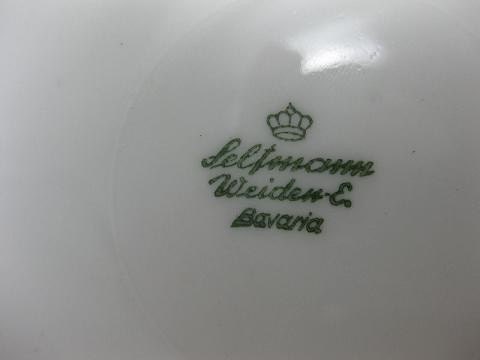 Seltmann
Weiden-E.
Bavaria